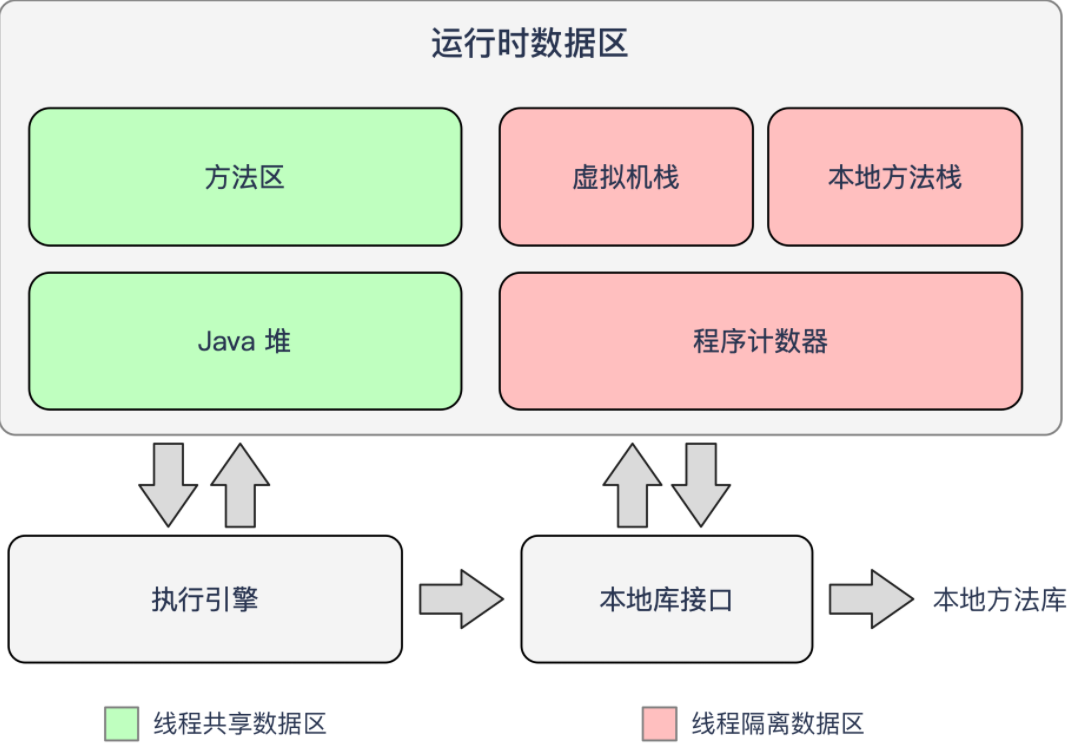 运行时数据区
方法区
虚拟机栈
本地方法栈
Java 堆
程序计数器
执行引擎
本地库接口
本地方法库
线程共享数据区
线程隔离数据区